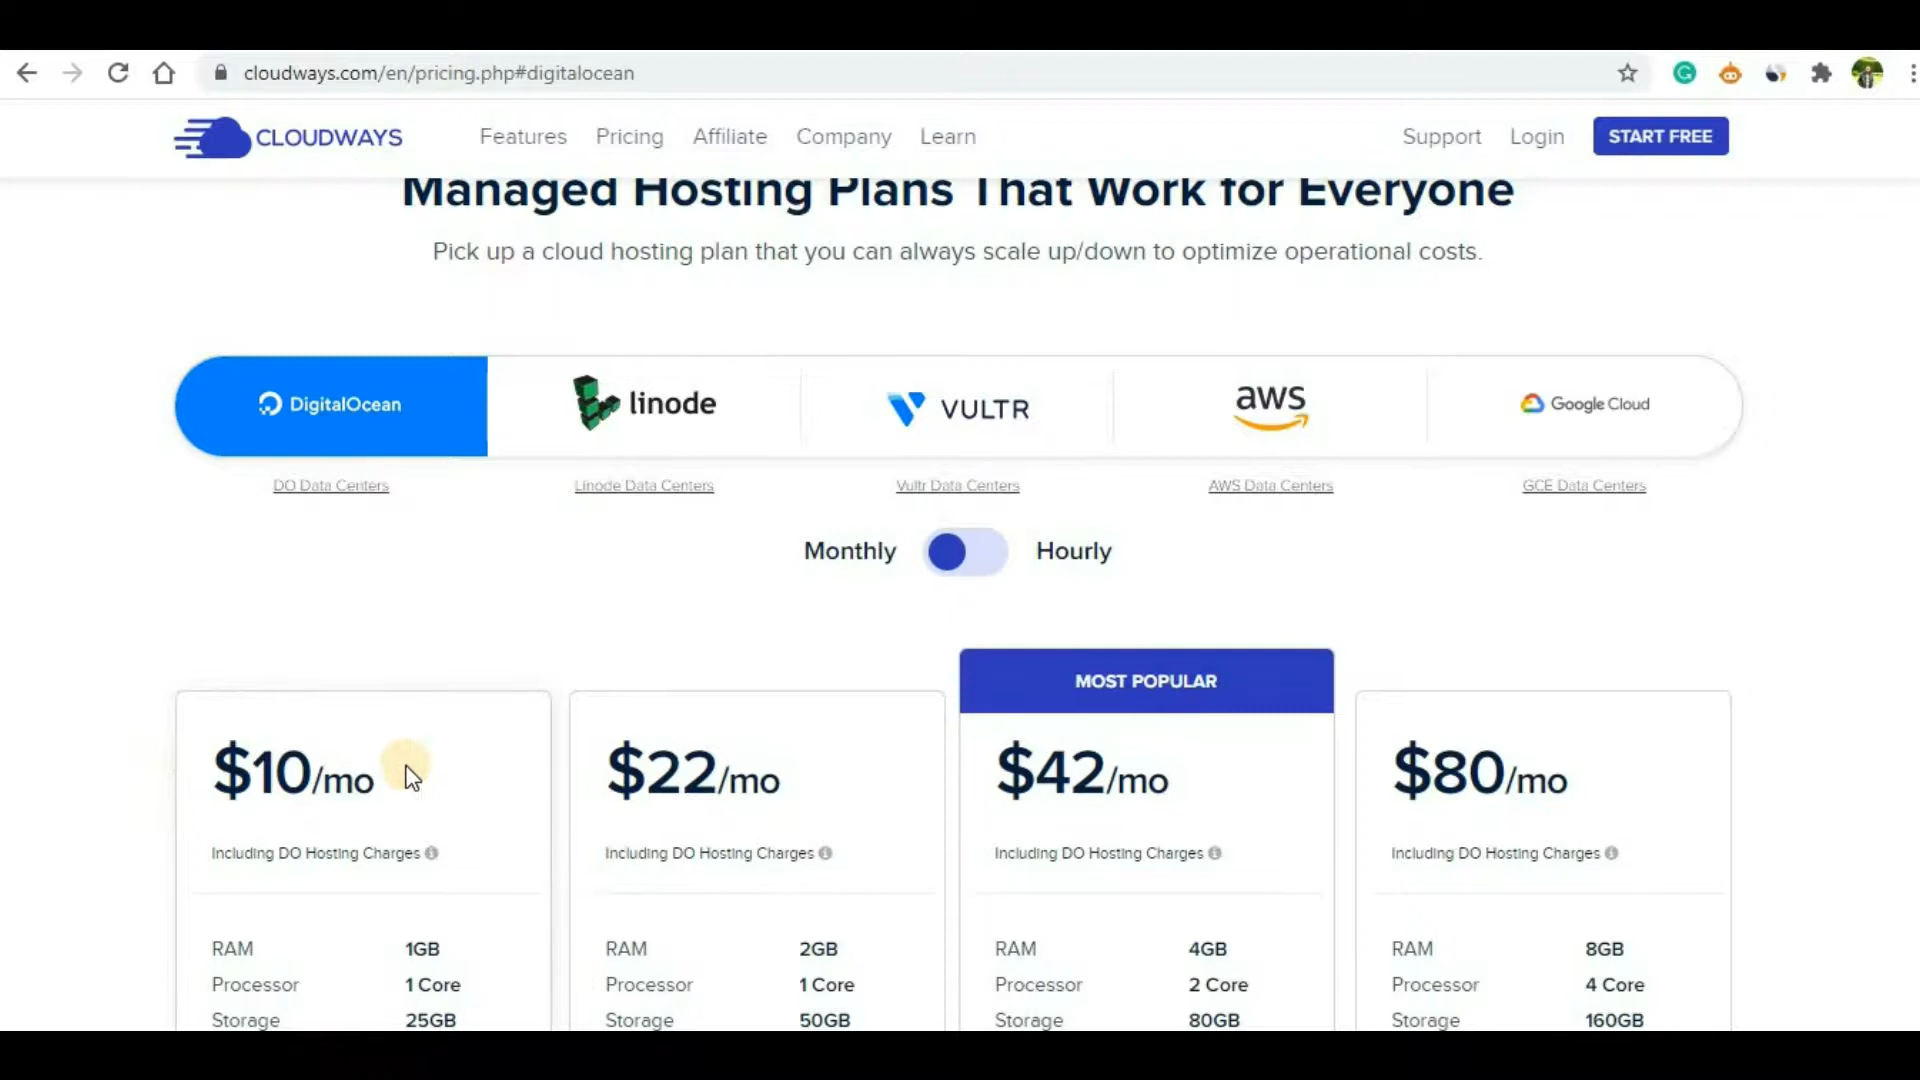 cloudways.com/en/pricing.php#digitalocean
CLOUDWAYS
Features Pricing Affiliate Company Learn
Support Login START FREE
Managed Hosting Plans That Work for Everyone
Pick up a cloud hosting plan that you can always scale up/down to optimize operational costs.
DigitalOcean linode VULTR aws Google Cloud
DO Data Centers Linode Data Centers Vultr Data Centers AWS Data Centers GCE Data Centers
Monthly Hourly
MOST POPULAR
$10/mo $22/mo $42/mo $80/mo
Including DO Hosting Charges Including DO Hosting Charges Including DO Hosting Charges Including DO Hosting Charges
RAM 1GB RAM 2GB RAM 4GB RAM 8GB
Processor 1 Core Processor 1 Core Processor 2 Core Processor 4 Core
Storage 25GB Storage 50GB Storage 80GB Storage 160GB